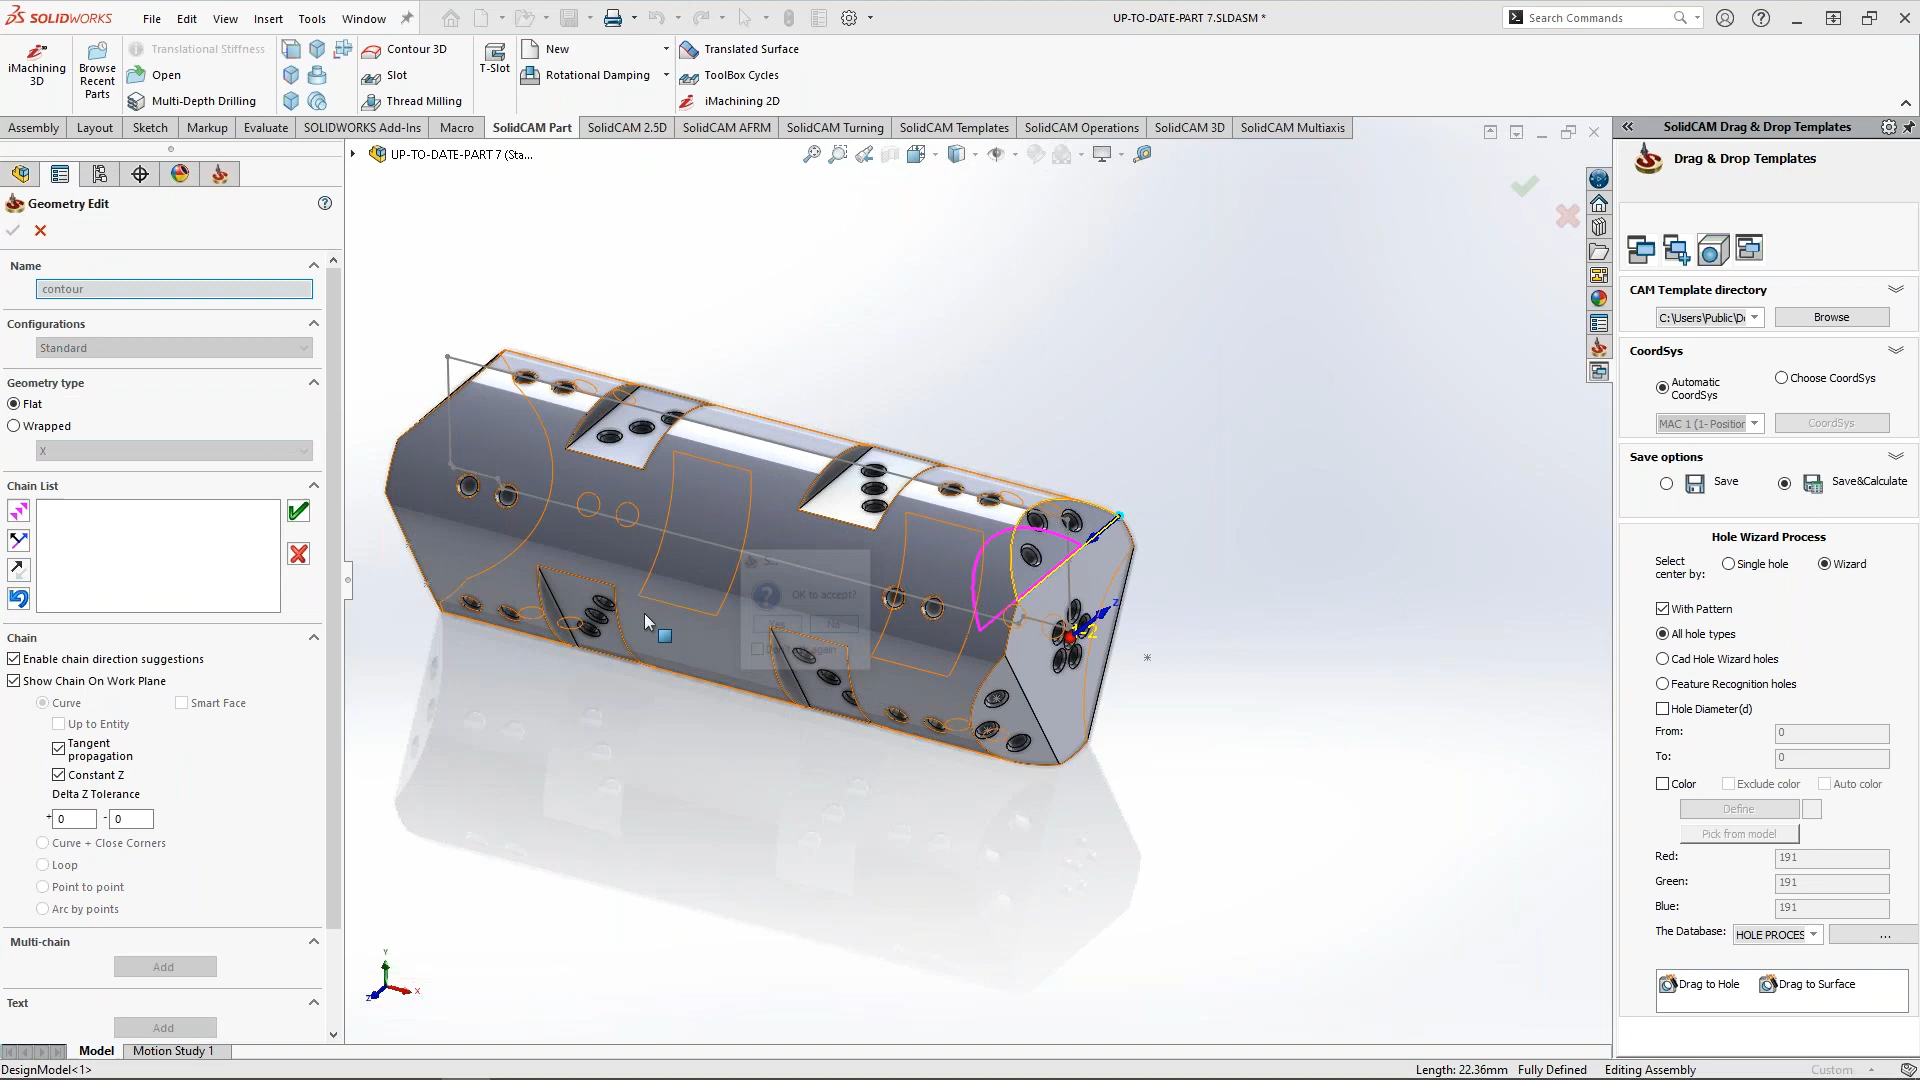 SOLIDWORKS
File
Edit
View
Insert
Tools
Window
UP-TO-DATE-PART 7.SLDASM *
Search Commands
iMachining 3D
Browse Recent Parts
Translational Stiffness
Open
Multi-Depth Drilling
Contour 3D
Slot
Thread Milling
T-Slot
New
Rotational Damping
Translated Surface
ToolBox Cycles
iMachining 2D
Assembly
Layout
Sketch
Markup
Evaluate
SOLIDWORKS Add-Ins
Macro
SolidCAM Part
SolidCAM 2.5D
SolidCAM AFRM
SolidCAM Turning
SolidCAM Templates
SolidCAM Operations
SolidCAM 3D
SolidCAM Multiaxis
SolidCAM Drag & Drop Templates
UP-TO-DATE-PART 7 (Sta...
Geometry Edit
Name
contour
Configurations
Standard
Geometry type
Flat
Wrapped
X
Chain List
Chain
Enable chain direction suggestions
Show Chain On Work Plane
Curve
Smart Face
Up to Entity
Tangent propagation
Constant Z
Delta Z Tolerance
+ 0 - 0
Curve + Close Corners
Loop
Point to point
Arc by points
Multi-chain
Add
Text
Add
OK to accept?
Yes
No
Z
Y
X
Z
Drag & Drop Templates
CAM Template directory
C:\Users\Public\D
Browse
CoordSys
Automatic CoordSys
Choose CoordSys
MAC 1 (1- Position
CoordSys
Save options
Save
Save&Calculate
Hole Wizard Process
Select center by:
Single hole
Wizard
With Pattern
All hole types
Cad Hole Wizard holes
Feature Recognition holes
Hole Diameter(d)
From:
0
To:
0
Color
Exclude color
Auto color
Define
Pick from model
Red:
191
Green:
191
Blue:
191
The Database:
HOLE PROCES
...
Drag to Hole
Drag to Surface
Model
Motion Study 1
DesignModel<1>
Length: 22.36mm
Fully Defined
Editing Assembly
Custom